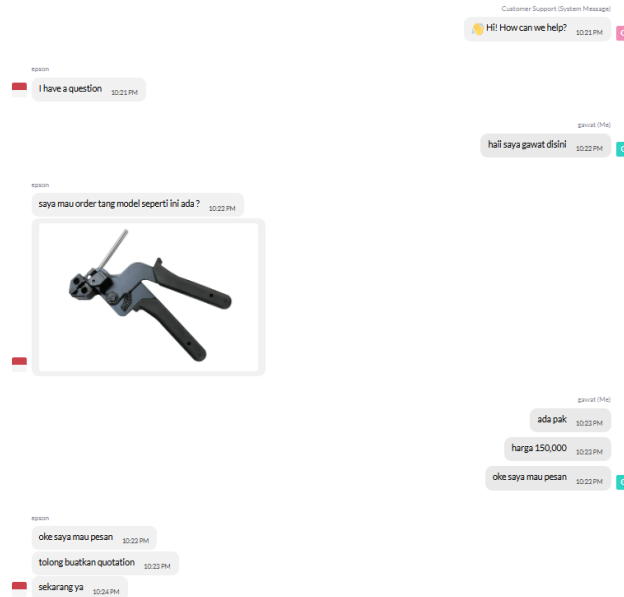 Customer Support (System Message)
Hi! How can we help? 10:21 PM
epson
I have a question 10:21 PM
gawat (Me)
haii saya gawat disini 10:22 PM
epson
saya mau order tang model seperti ini ada ? 10:22 PM
gawat (Me)
ada pak 10:23 PM
harga 150,000 10:23 PM
oke saya mau pesan 10:23 PM
epson
oke saya mau pesan 10:23 PM
tolong buatkan quotation 10:23 PM
sekarang ya 10:24 PM